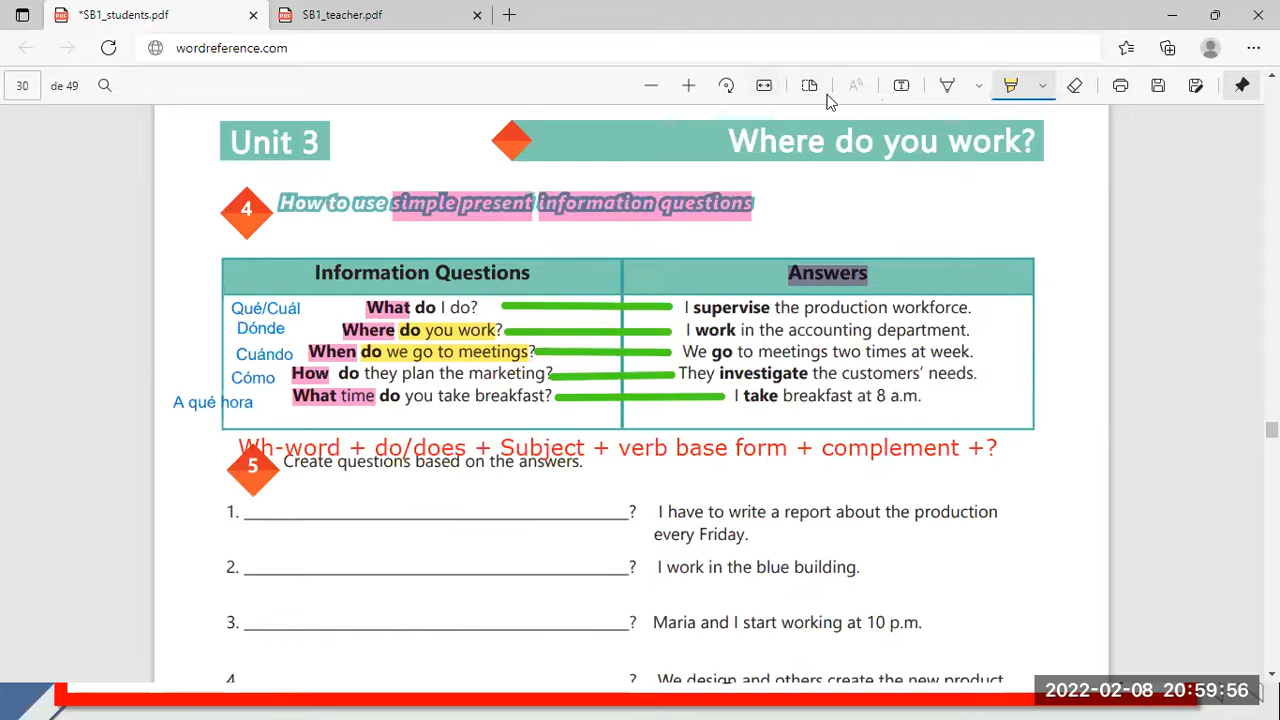 *SB1_students.pdf
SB1_teacher.pdf
wordreference.com
30 de 49
Unit 3
Where do you work?
4 How to use simple present information questions
Information Questions Answers
Qué/Cuál What do I do? I supervise the production workforce.
Dónde Where do you work? I work in the accounting department.
Cuándo When do we go to meetings? We go to meetings two times at week.
Cómo How do they plan the marketing? They investigate the customers' needs.
A qué hora What time do you take breakfast? I take breakfast at 8 a.m.
Wh-word + do/does + Subject + verb base form + complement +?
5 Create questions based on the answers.
1. ? I have to write a report about the production
every Friday.
2. ? I work in the blue building.
3. ? Maria and I start working at 10 p.m.
4 ? We design and others create the new product
2022-02-08 20:59:56